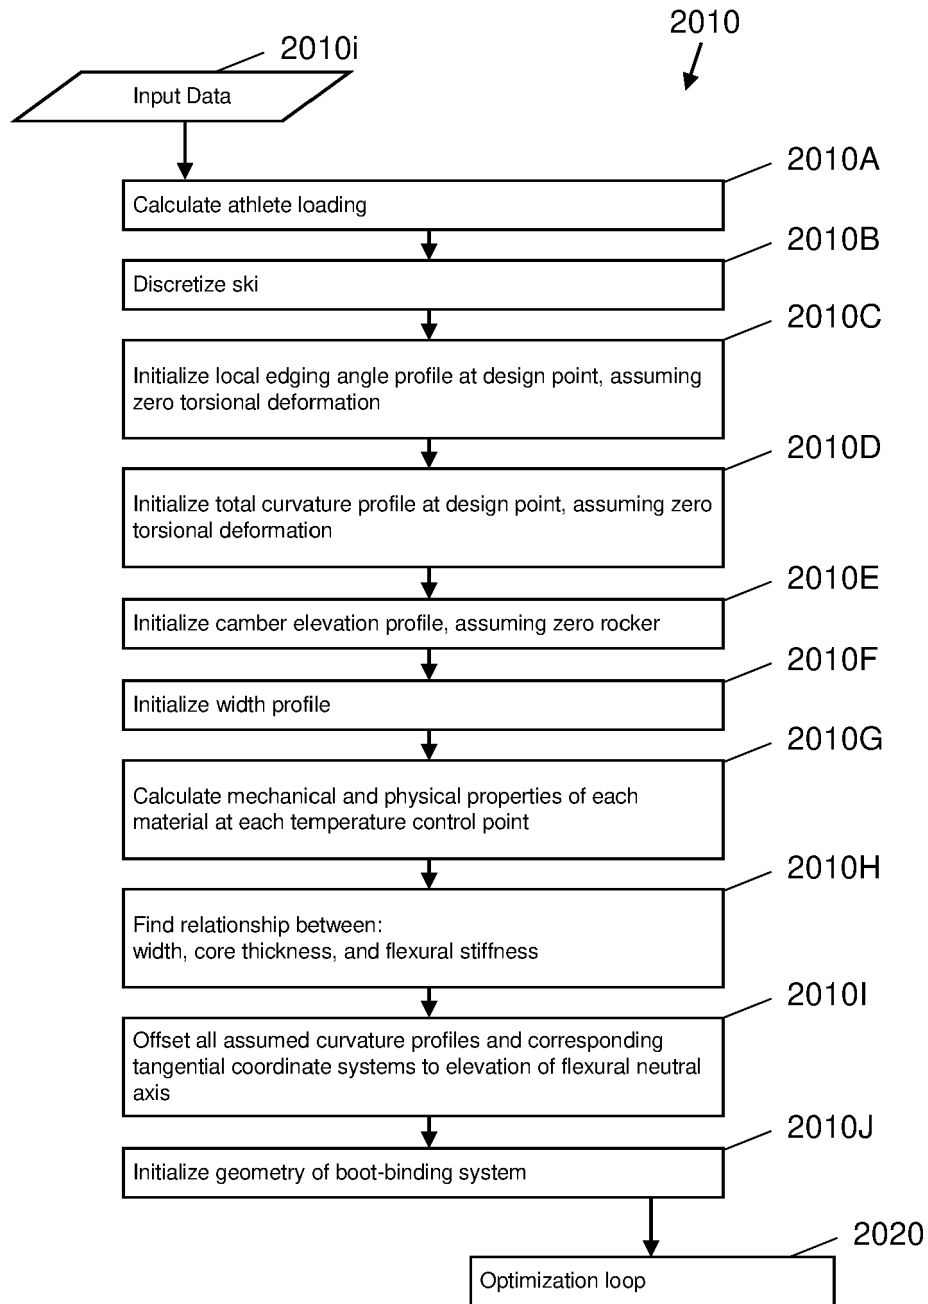 2010
2010i
Input Data
2010A
Calculate athlete loading
2010B
Discretize ski
2010C
Initialize local edging angle profile at design point, assuming
zero torsional deformation
2010D
Initialize total curvature profile at design point, assuming zero
torsional deformation
2010E
Initialize camber elevation profile, assuming zero rocker
2010F
Initialize width profile
2010G
Calculate mechanical and physical properties of each
material at each temperature control point
2010H
Find relationship between:
width, core thickness, and flexural stiffness
2010I
Offset all assumed curvature profiles and corresponding
tangential coordinate systems to elevation of flexural neutral
axis
2010J
Initialize geometry of boot-binding system
2020
Optimization loop